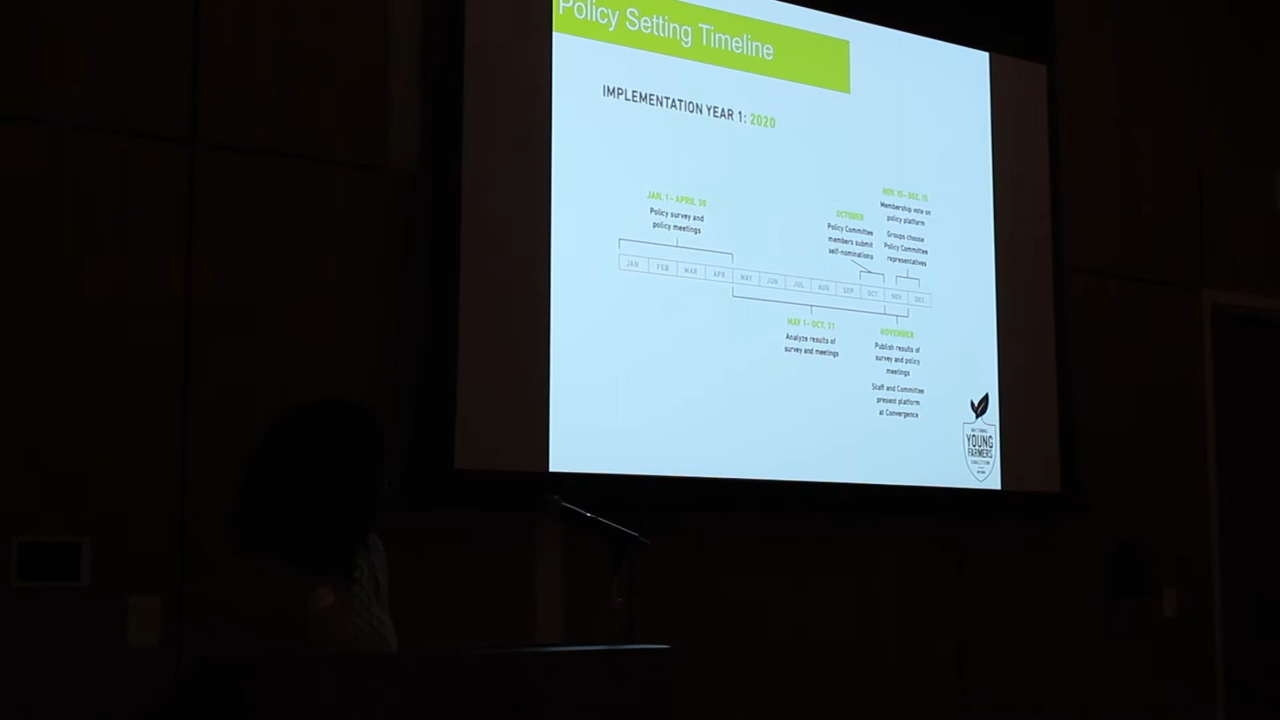 Policy Setting Timeline
IMPLEMENTATION YEAR 1: 2020
JAN. 1 – APRIL 30
Policy survey and
policy meetings
OCTOBER
Policy Committee
members submit
self-nominations
NOV. 15–DEC. 15
Membership vote on
policy platform
Groups choose
Policy Committee
representatives
JAN FEB MAR APR MAY JUN JUL AUG SEP OCT NOV DEC
MAY 1–OCT. 31
Analyze results of
survey and meetings
NOVEMBER
Publish results of
survey and policy
meetings
Staff and Committee
present platform
at Convergence
NATIONAL
YOUNG
FARMERS
COALITION